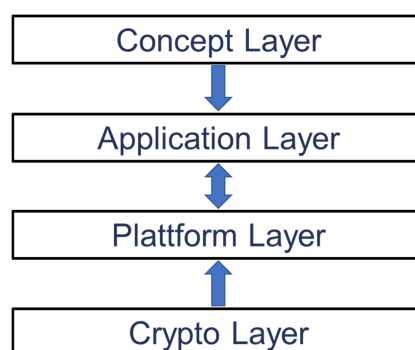 Concept Layer
Application Layer
Plattform Layer
Crypto Layer